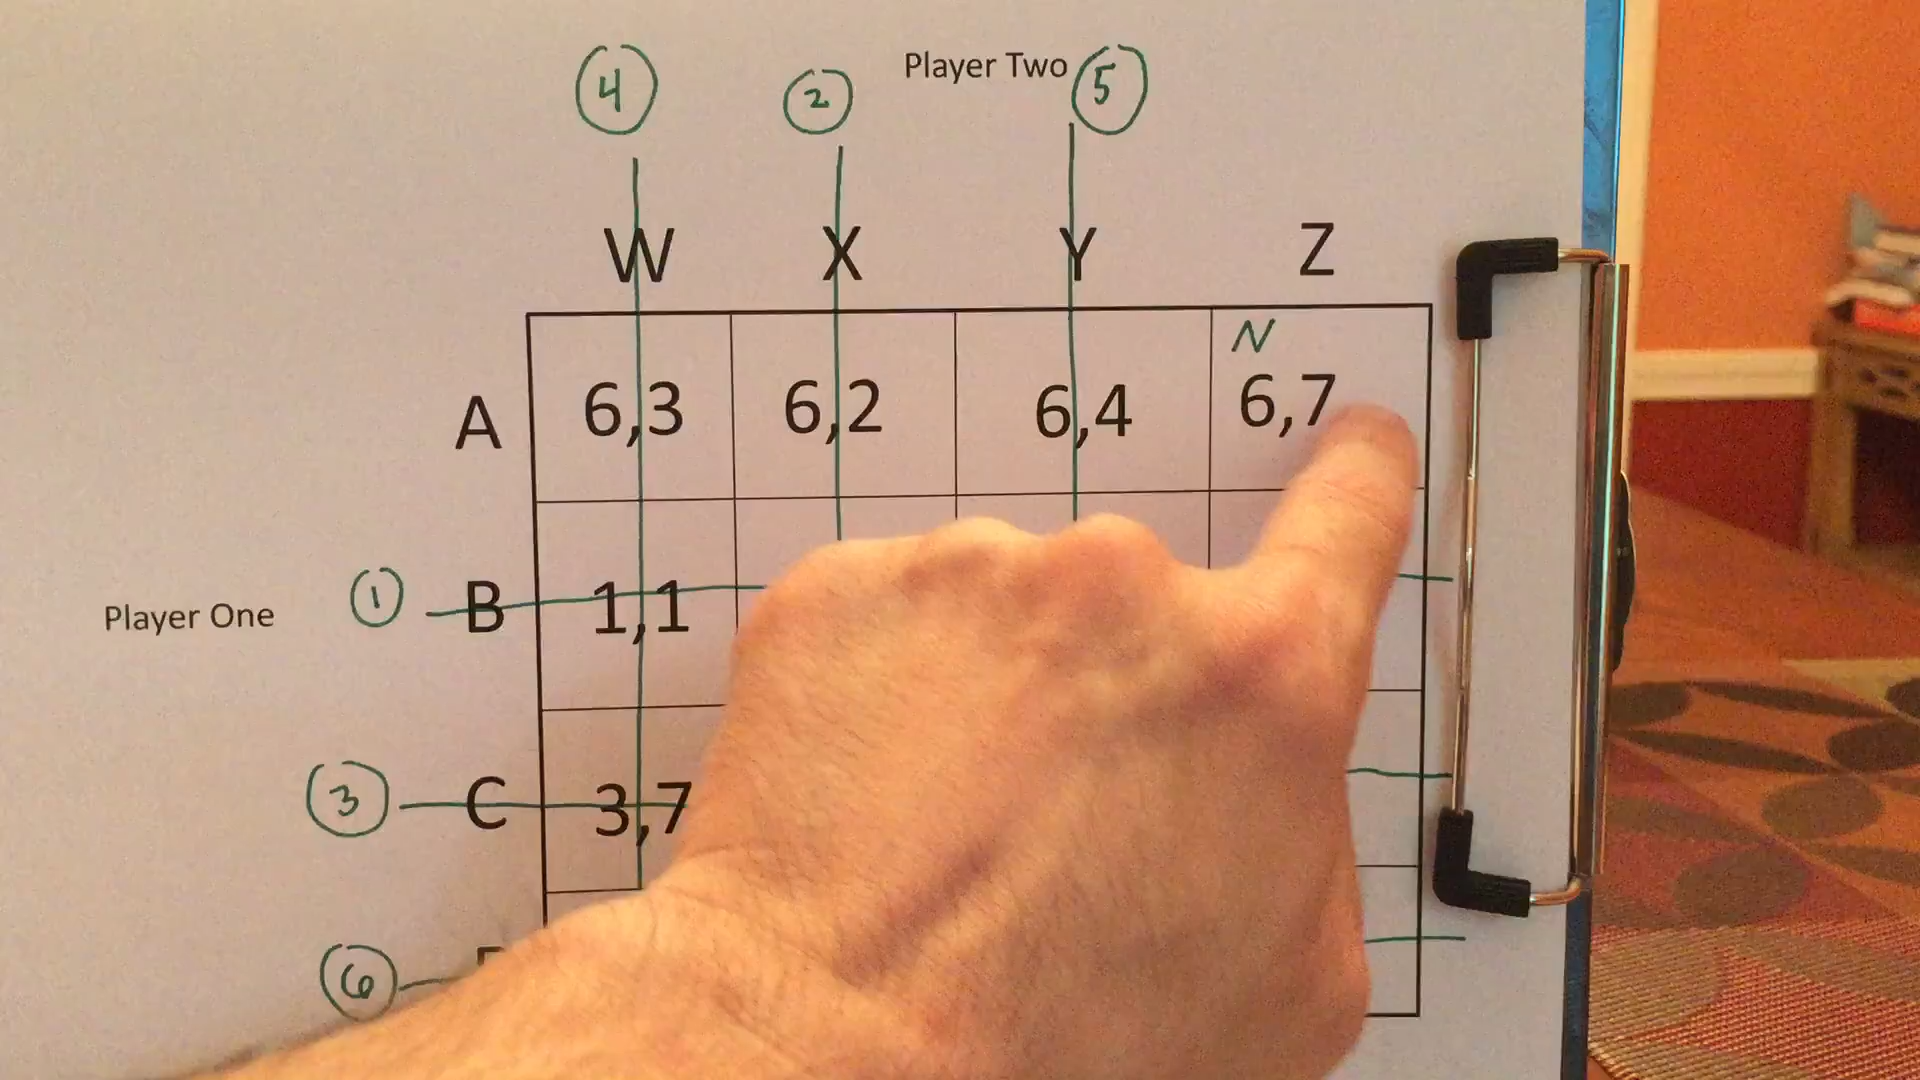 4 2 Player Two 5
W X Y Z
N
A 6,3 6,2 6,4 6,7
Player One 1 B 1,1
3 C 3,7
6